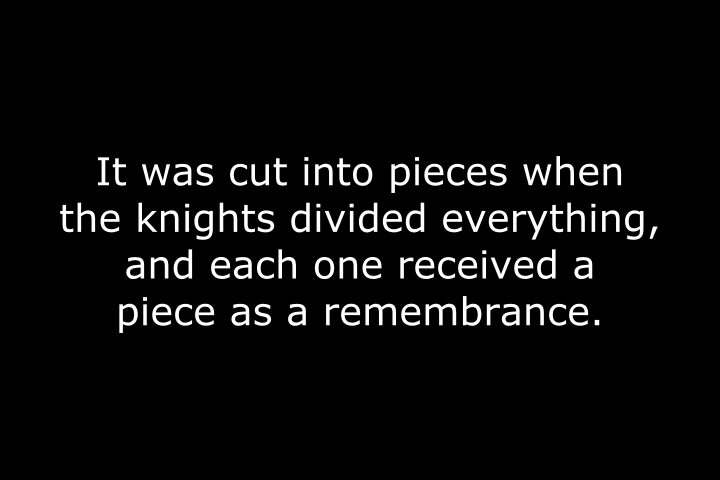 It was cut into pieces when
the knights divided everything,
and each one received a
piece as a remembrance.